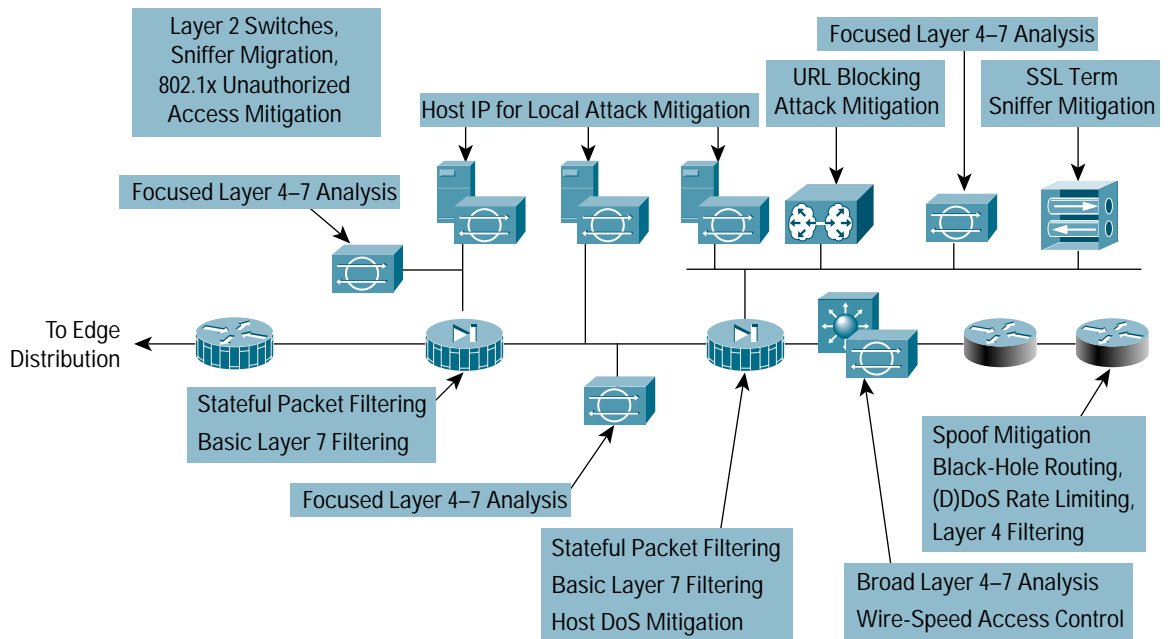 Layer 2 Switches,
Sniffer Migration,
802.1x Unauthorized
Access Mitigation
Focused Layer 4–7 Analysis
URL Blocking
Attack Mitigation
SSL Term
Sniffer Mitigation
Host IP for Local Attack Mitigation
Focused Layer 4–7 Analysis
To Edge
Distribution
Stateful Packet Filtering
Basic Layer 7 Filtering
Focused Layer 4–7 Analysis
Stateful Packet Filtering
Basic Layer 7 Filtering
Host DoS Mitigation
Spoof Mitigation
Black-Hole Routing,
(D)DoS Rate Limiting,
Layer 4 Filtering
Broad Layer 4–7 Analysis
Wire-Speed Access Control